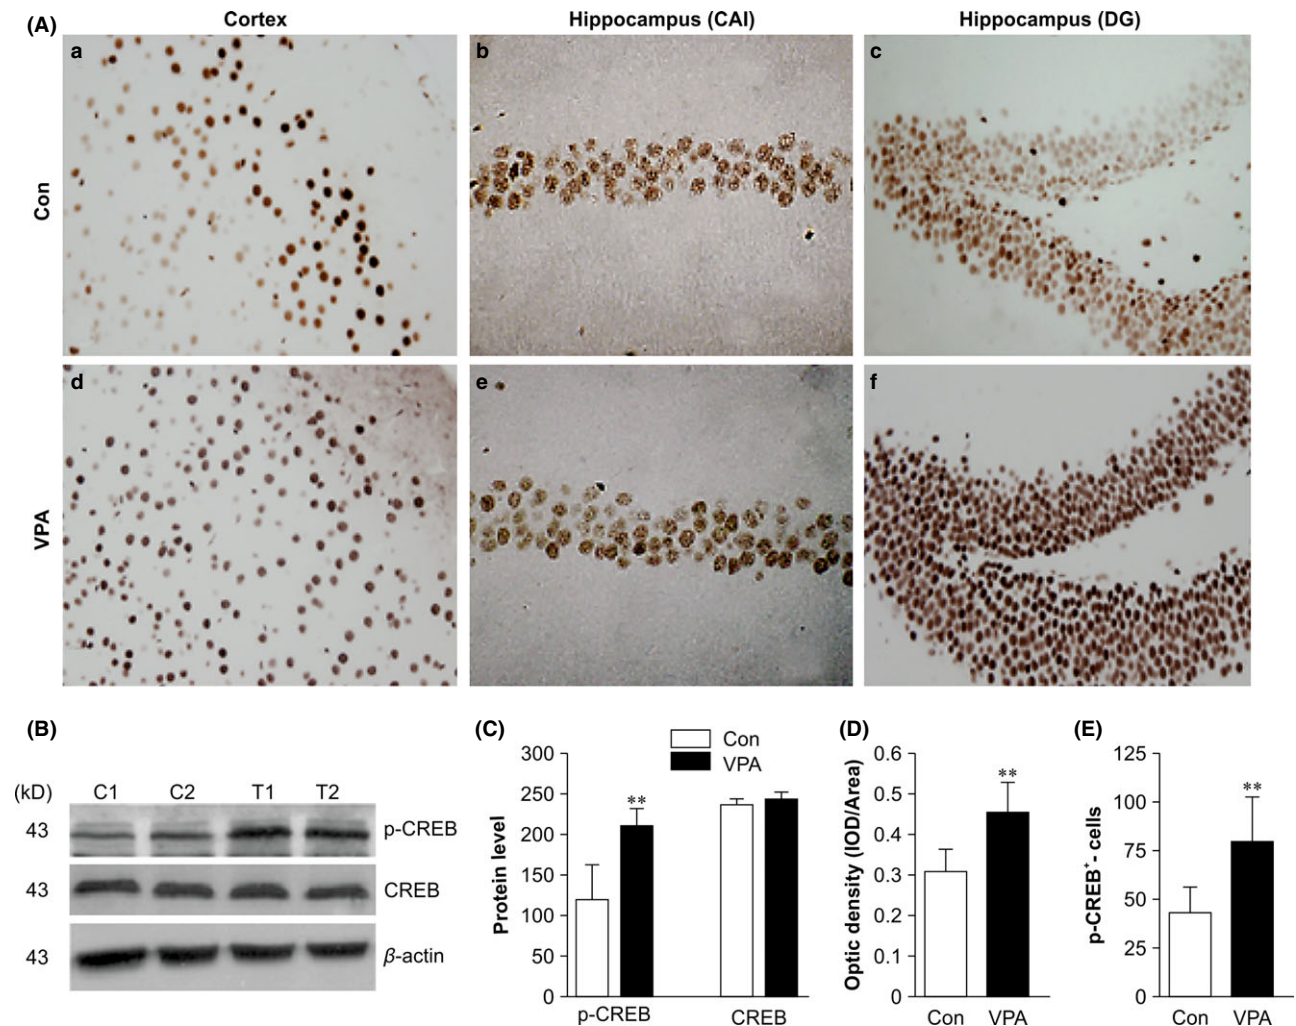 (A)
Cortex
Hippocampus (CAI)
Hippocampus (DG)
Con
a
b
c
VPA
d
e
f
(B)
(kD)
C1 C2 T1 T2
43 p-CREB
43 CREB
43 β-actin
(C)
Con
VPA
Protein level
300
250
200
150
100
50
0
**
p-CREB CREB
(D)
Optic density (IOD/Area)
0.6
0.5
0.4
0.3
0.2
0.1
0
**
Con VPA
(E)
p-CREB⁺- cells
125
100
75
50
25
0
**
Con VPA